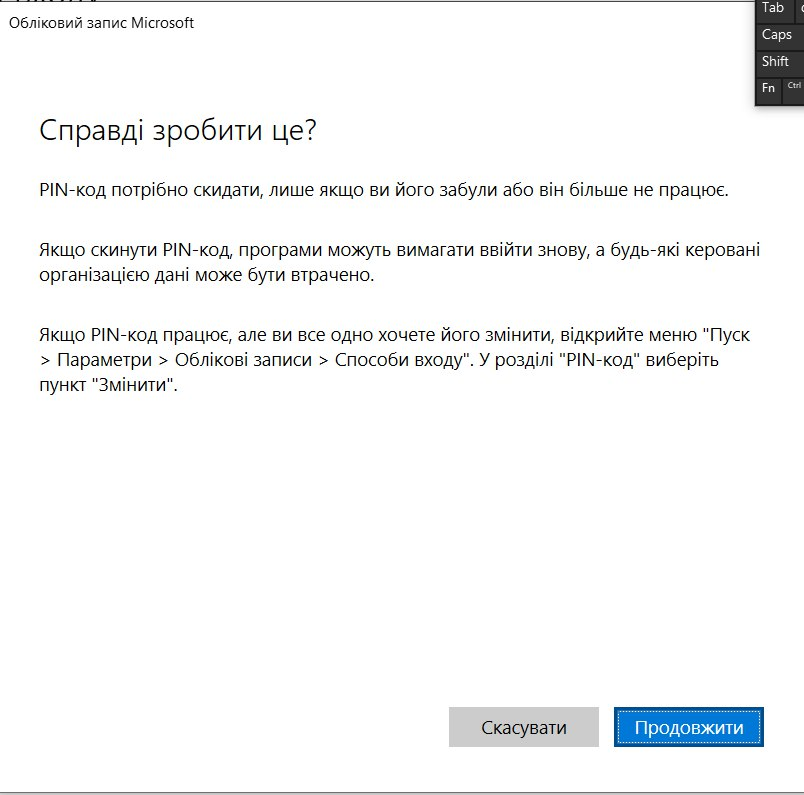 Обліковий запис Microsoft
Tab
Caps
Shift
Fn Ctrl
Справді зробити це?
PIN-код потрібно скидати, лише якщо ви його забули або він більше не працює.
Якщо скинути PIN-код, програми можуть вимагати ввійти знову, а будь-які керовані
організацією дані може бути втрачено.
Якщо PIN-код працює, але ви все одно хочете його змінити, відкрийте меню "Пуск
> Параметри > Облікові записи > Способи входу". У розділі "PIN-код" виберіть
пункт "Змінити".
Скасувати Продовжити